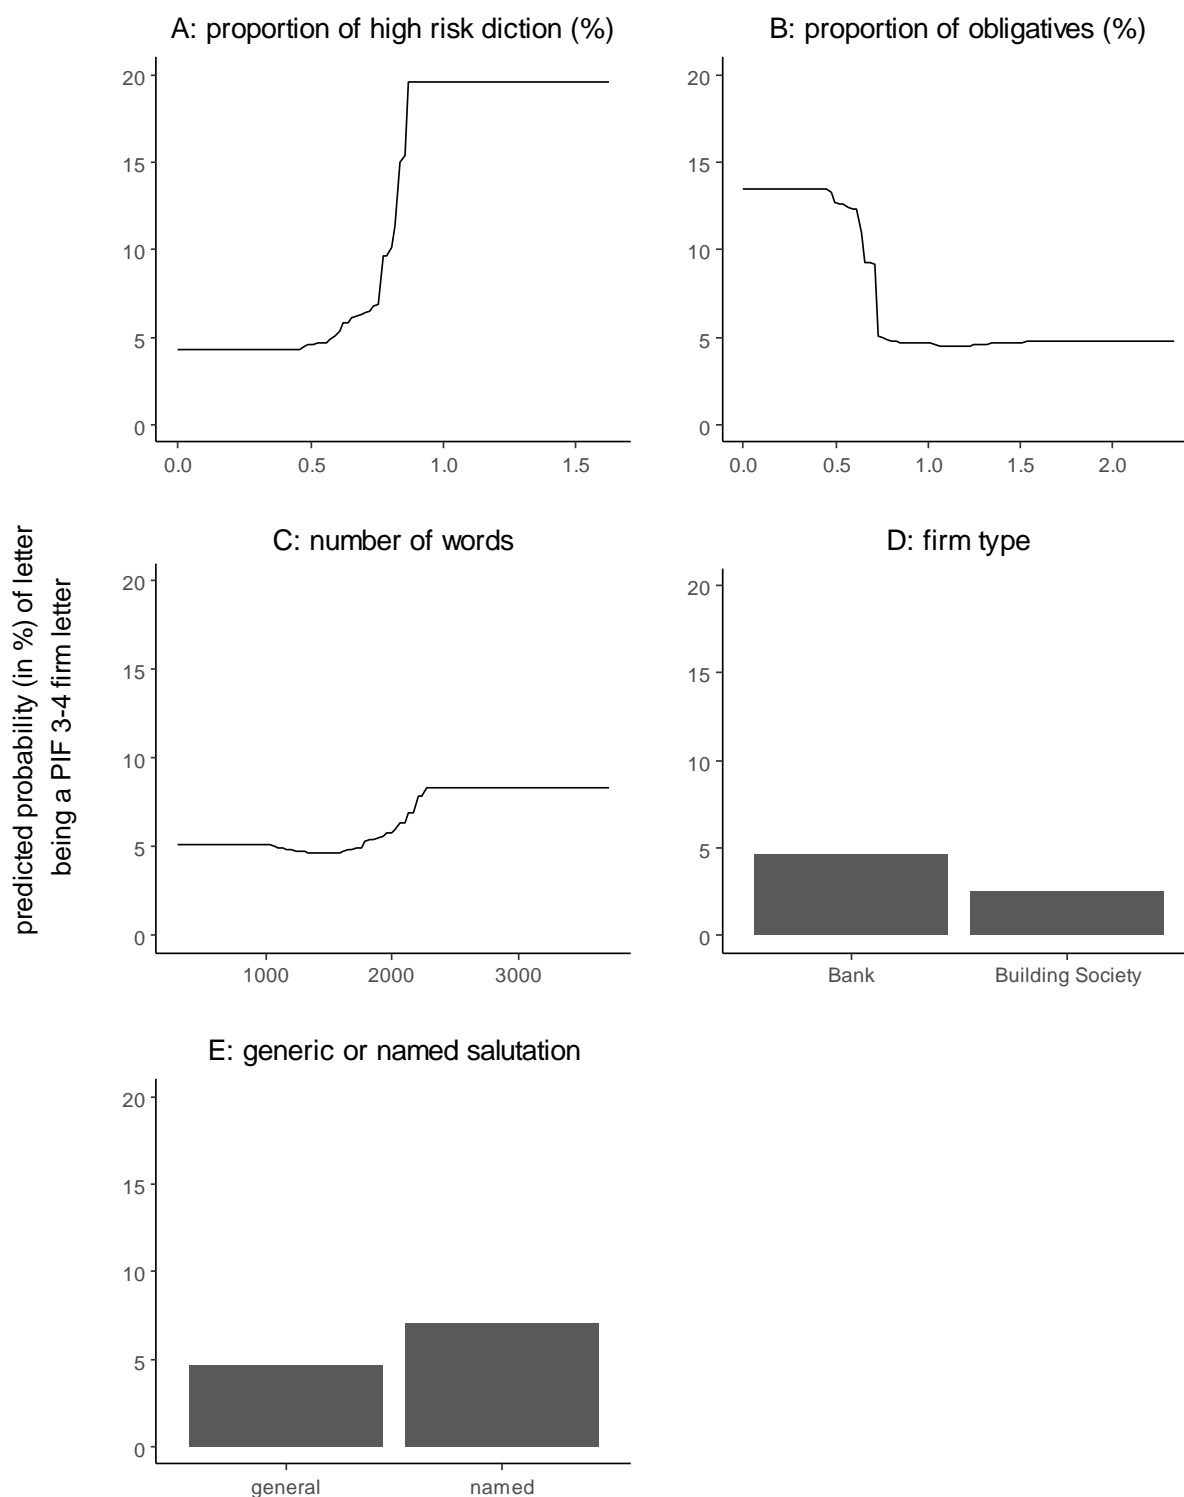 A: proportion of high risk diction (%)
20
15
10
5
0
0.0 0.5 1.0 1.5
B: proportion of obligatives (%)
20
15
10
5
0
0.0 0.5 1.0 1.5 2.0
predicted probability (in %) of letter
being a PIF 3-4 firm letter
C: number of words
20
15
10
5
0
1000 2000 3000
D: firm type
20
15
10
5
0
Bank Building Society
E: generic or named salutation
20
15
10
5
0
general named